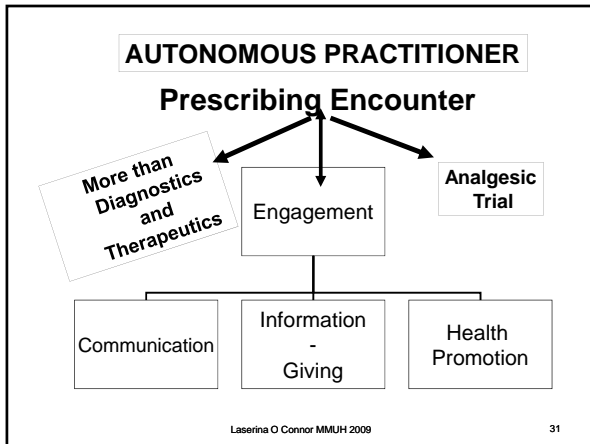 AUTONOMOUS PRACTITIONER
Prescribing Encounter
More than
Diagnostics
and
Therapeutics
Engagement
Analgesic
Trial
Communication
Information
-
Giving
Health
Promotion
Laserina O Connor MMUH 2009
31